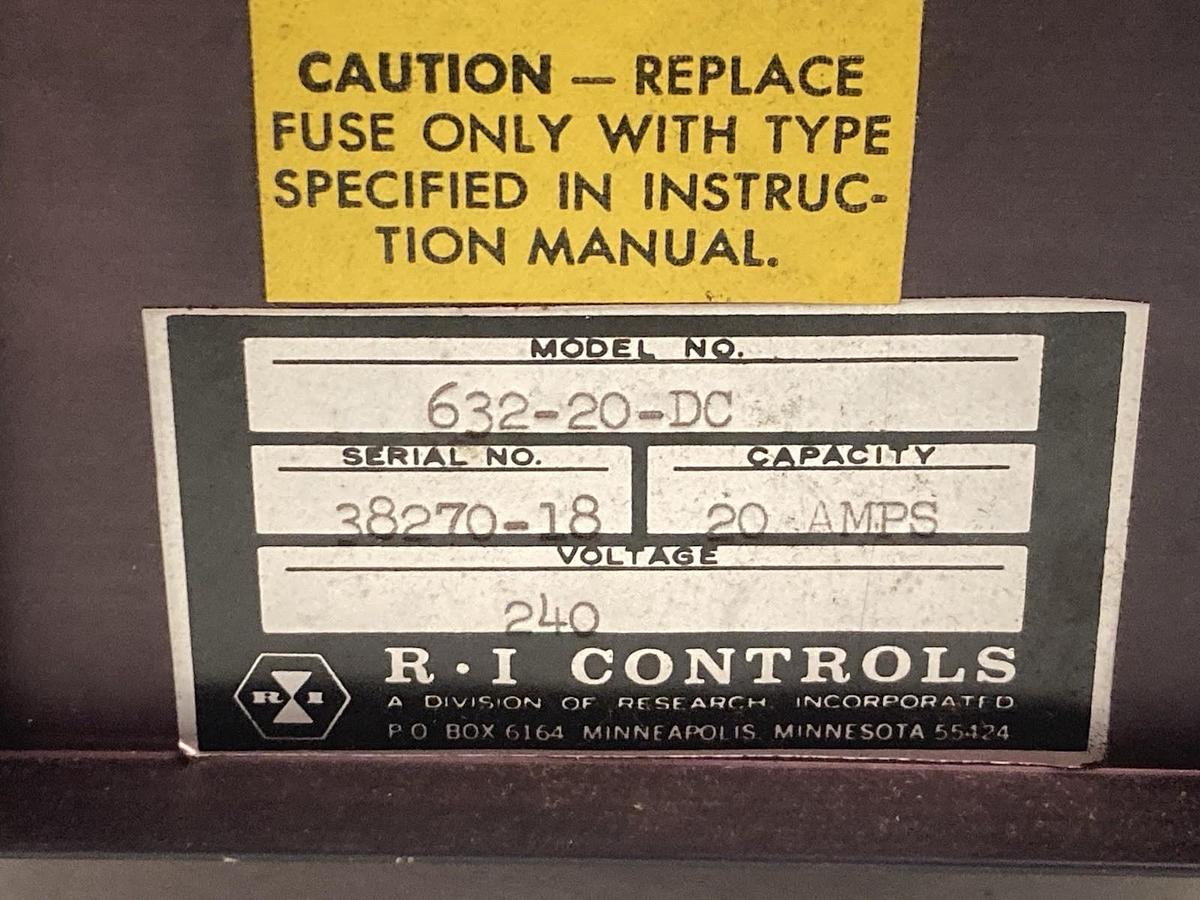 CAUTION — REPLACE
FUSE ONLY WITH TYPE
SPECIFIED IN INSTRUC-
TION MANUAL.
MODEL NO.
632-20-DC
SERIAL NO. CAPACITY
38270-18 20 AMPS
VOLTAGE
240
R I
R·I CONTROLS
A DIVISION OF RESEARCH, INCORPORATED
P O BOX 6164 MINNEAPOLIS, MINNESOTA 55424